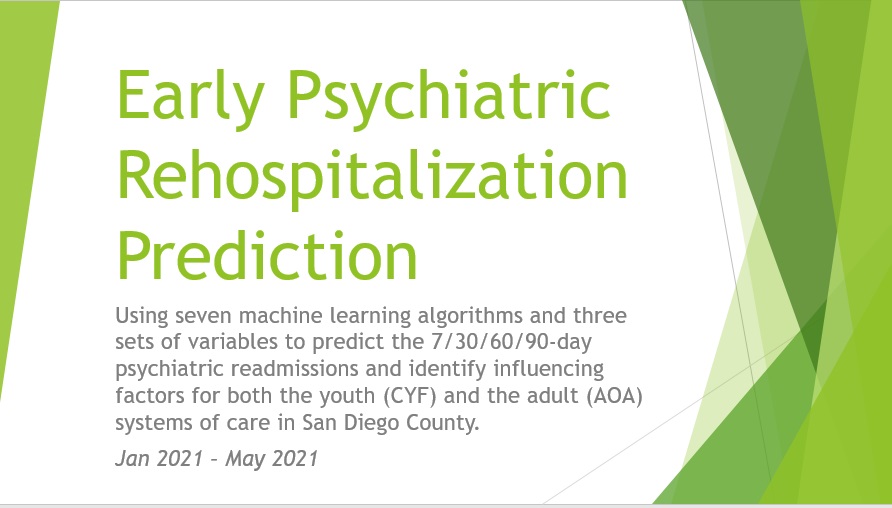 Early Psychiatric
Rehospitalization
Prediction
Using seven machine learning algorithms and three
sets of variables to predict the 7/30/60/90-day
psychiatric readmissions and identify influencing
factors for both the youth (CYF) and the adult (AOA)
systems of care in San Diego County.
Jan 2021 – May 2021